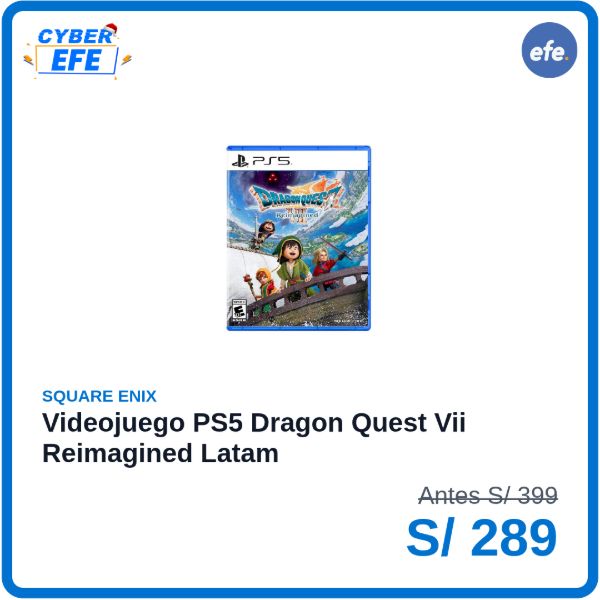 CYBER
EFE
efe.
PS5
DRAGON QUEST
VII
Reimagined
SQUARE ENIX
Videojuego PS5 Dragon Quest Vii
Reimagined Latam
Antes S/ 399
S/ 289